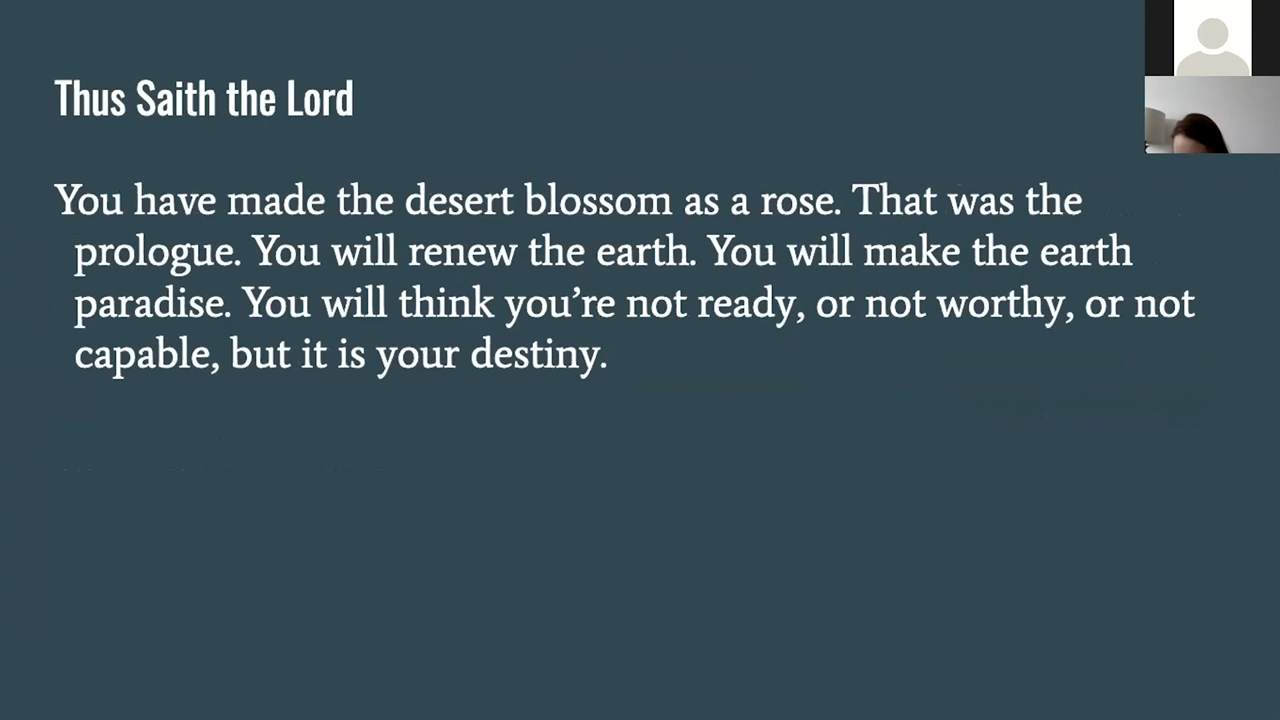 Thus Saith the Lord
You have made the desert blossom as a rose. That was the
prologue. You will renew the earth. You will make the earth
paradise. You will think you’re not ready, or not worthy, or not
capable, but it is your destiny.